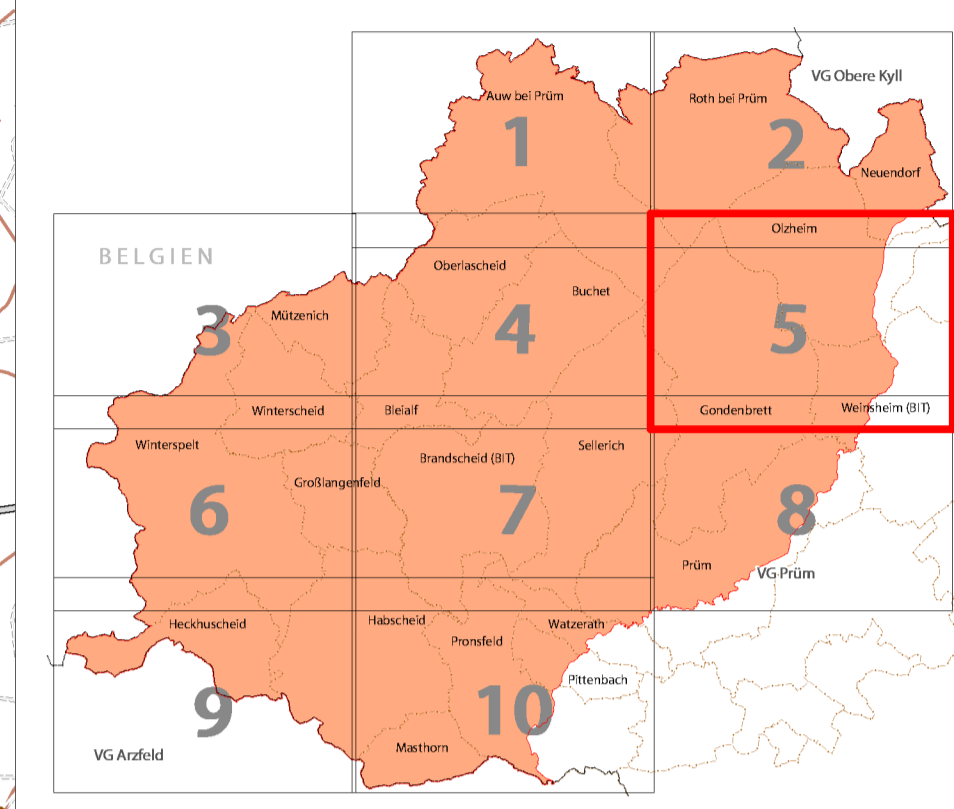 VG Obere Kyll
Auw bei Prüm
Roth bei Prüm
1
2
Neuendorf
Olzheim
BELGIEN
Oberlascheid
Buchet
Mützenich
3
4
5
Winterscheid
Bleialf
Gondenbrett
Weinsheim (BIT)
Winterspelt
Sellerich
Brandscheid (BIT)
Großlangenfeld
6
7
8
Prüm
VG Prüm
Heckhuscheid
Habscheid
Watzerath
Pronsfeld
Pittenbach
9
10
Masthorn
VG Arzfeld